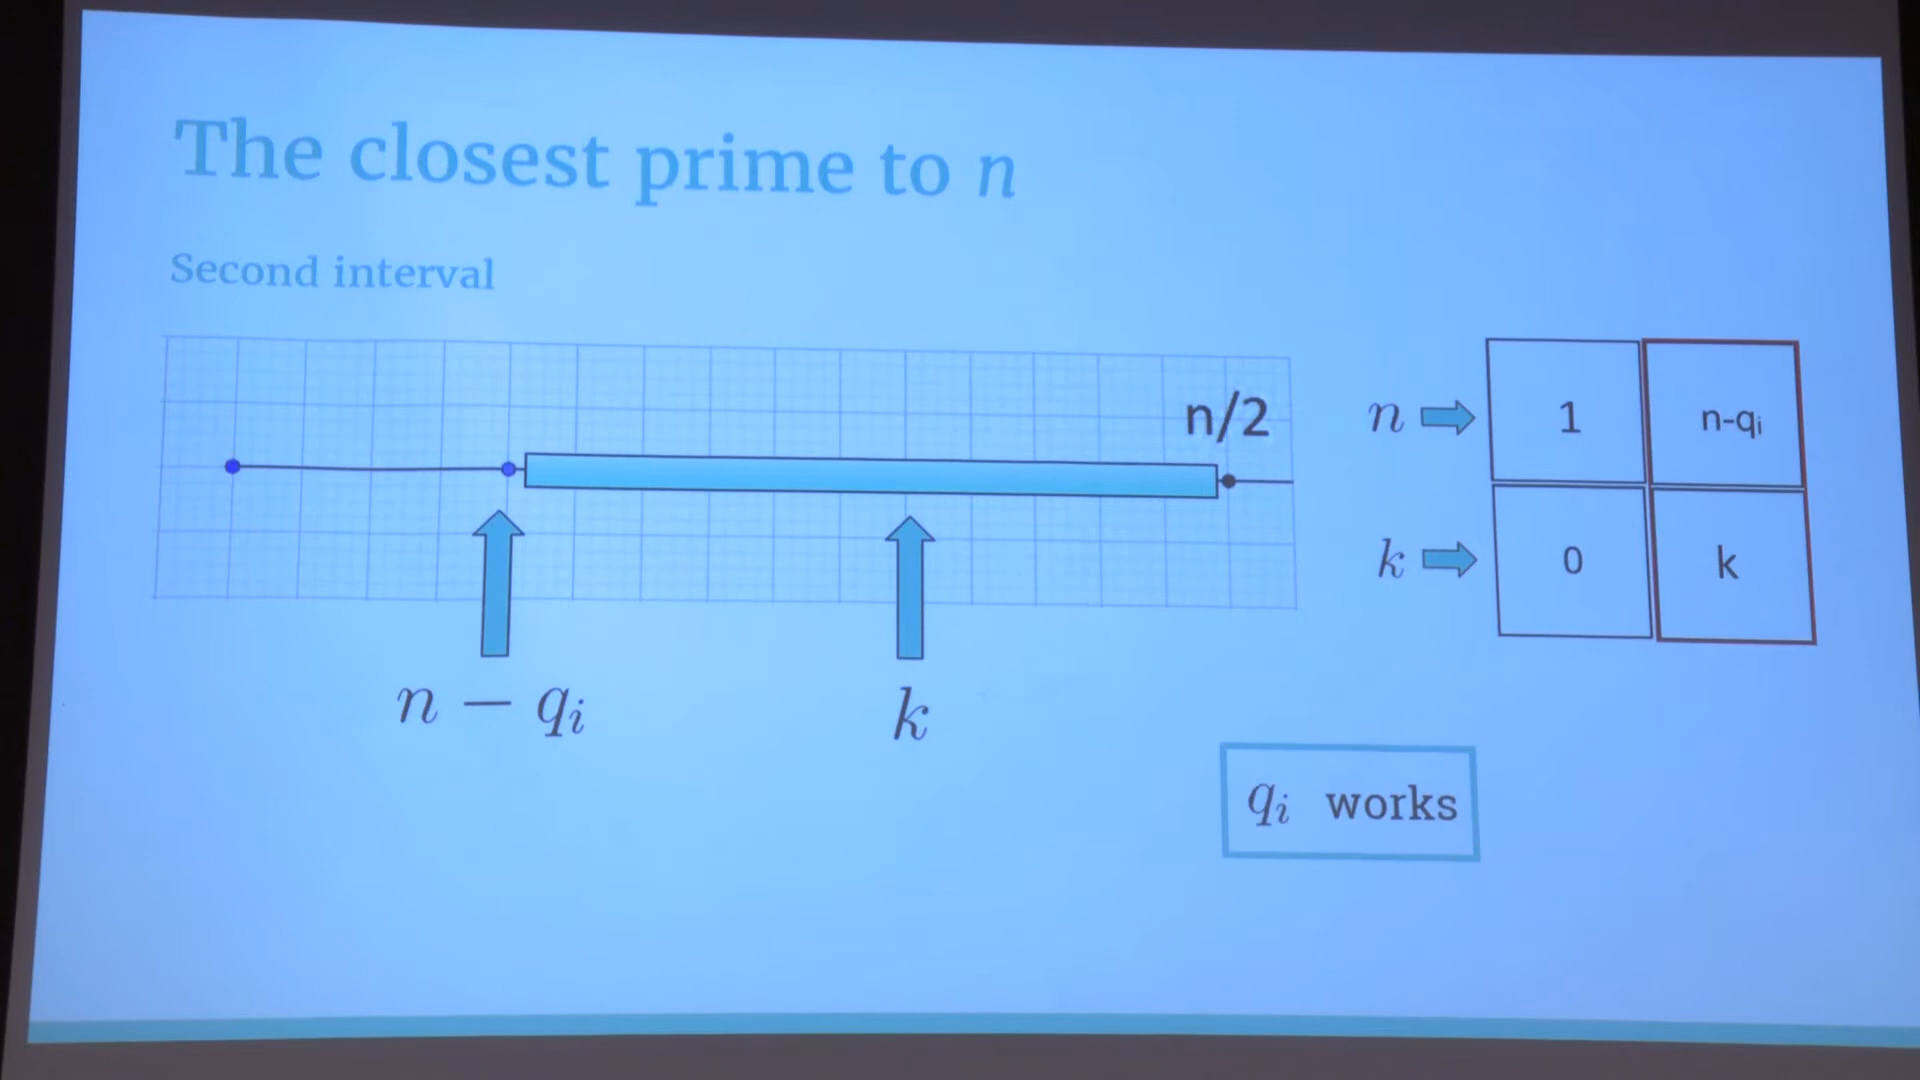 The closest prime to n
Second interval
n/2
n − qᵢ
k
n 1 n-qᵢ
k 0 k
qᵢ works